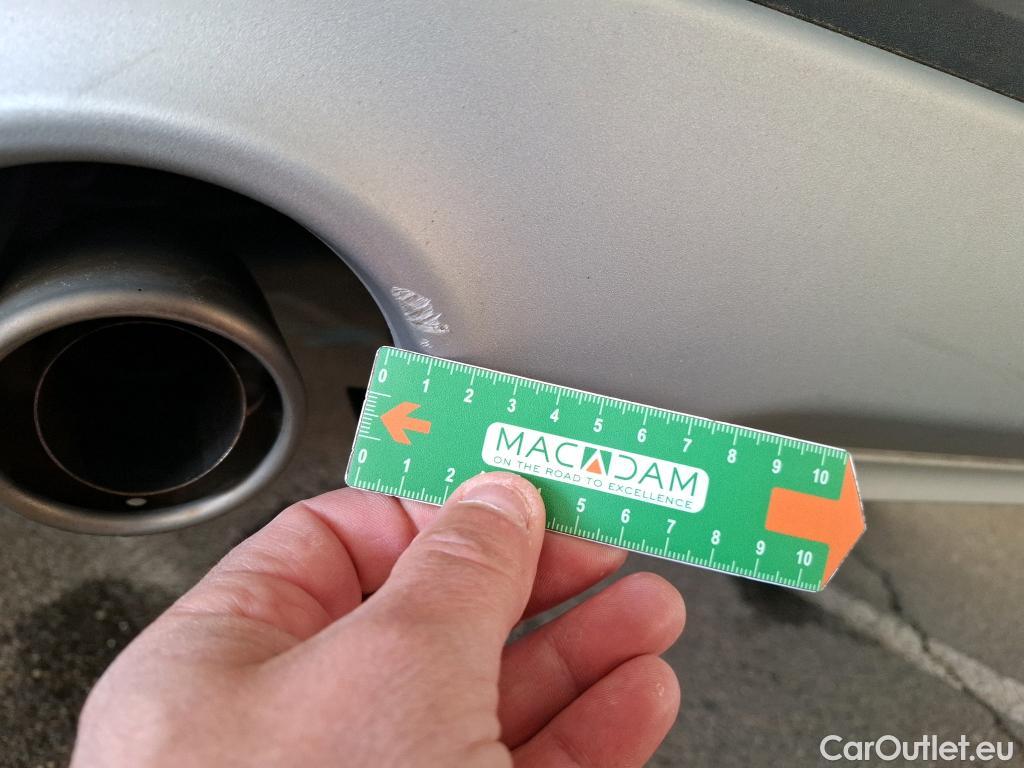 0 1 2 3 4 5 6 7 8 9 10
MACADAM
ON THE ROAD TO EXCELLENCE
0 1 2 5 6 7 8 9 10
CarOutlet.eu